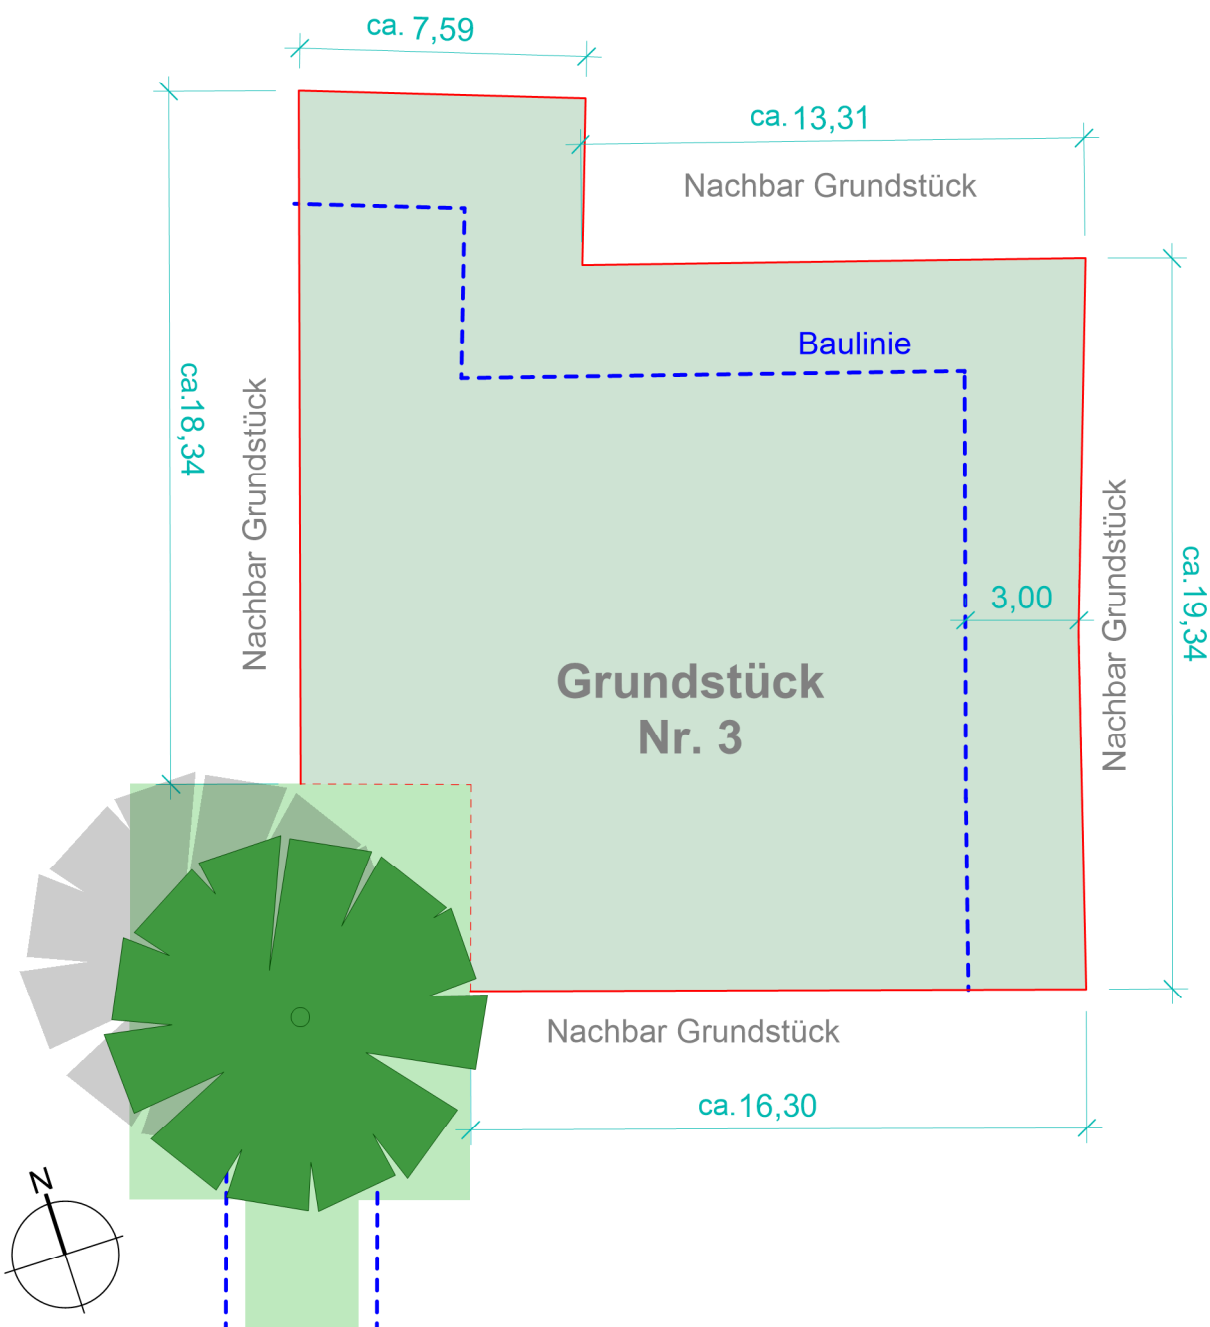 ca. 7,59
ca. 13,31
Nachbar Grundstück
Baulinie
ca.18,34
Nachbar Grundstück
3,00
Nachbar Grundstück
ca.19,34
Grundstück
Nr. 3
Nachbar Grundstück
ca.16,30
N